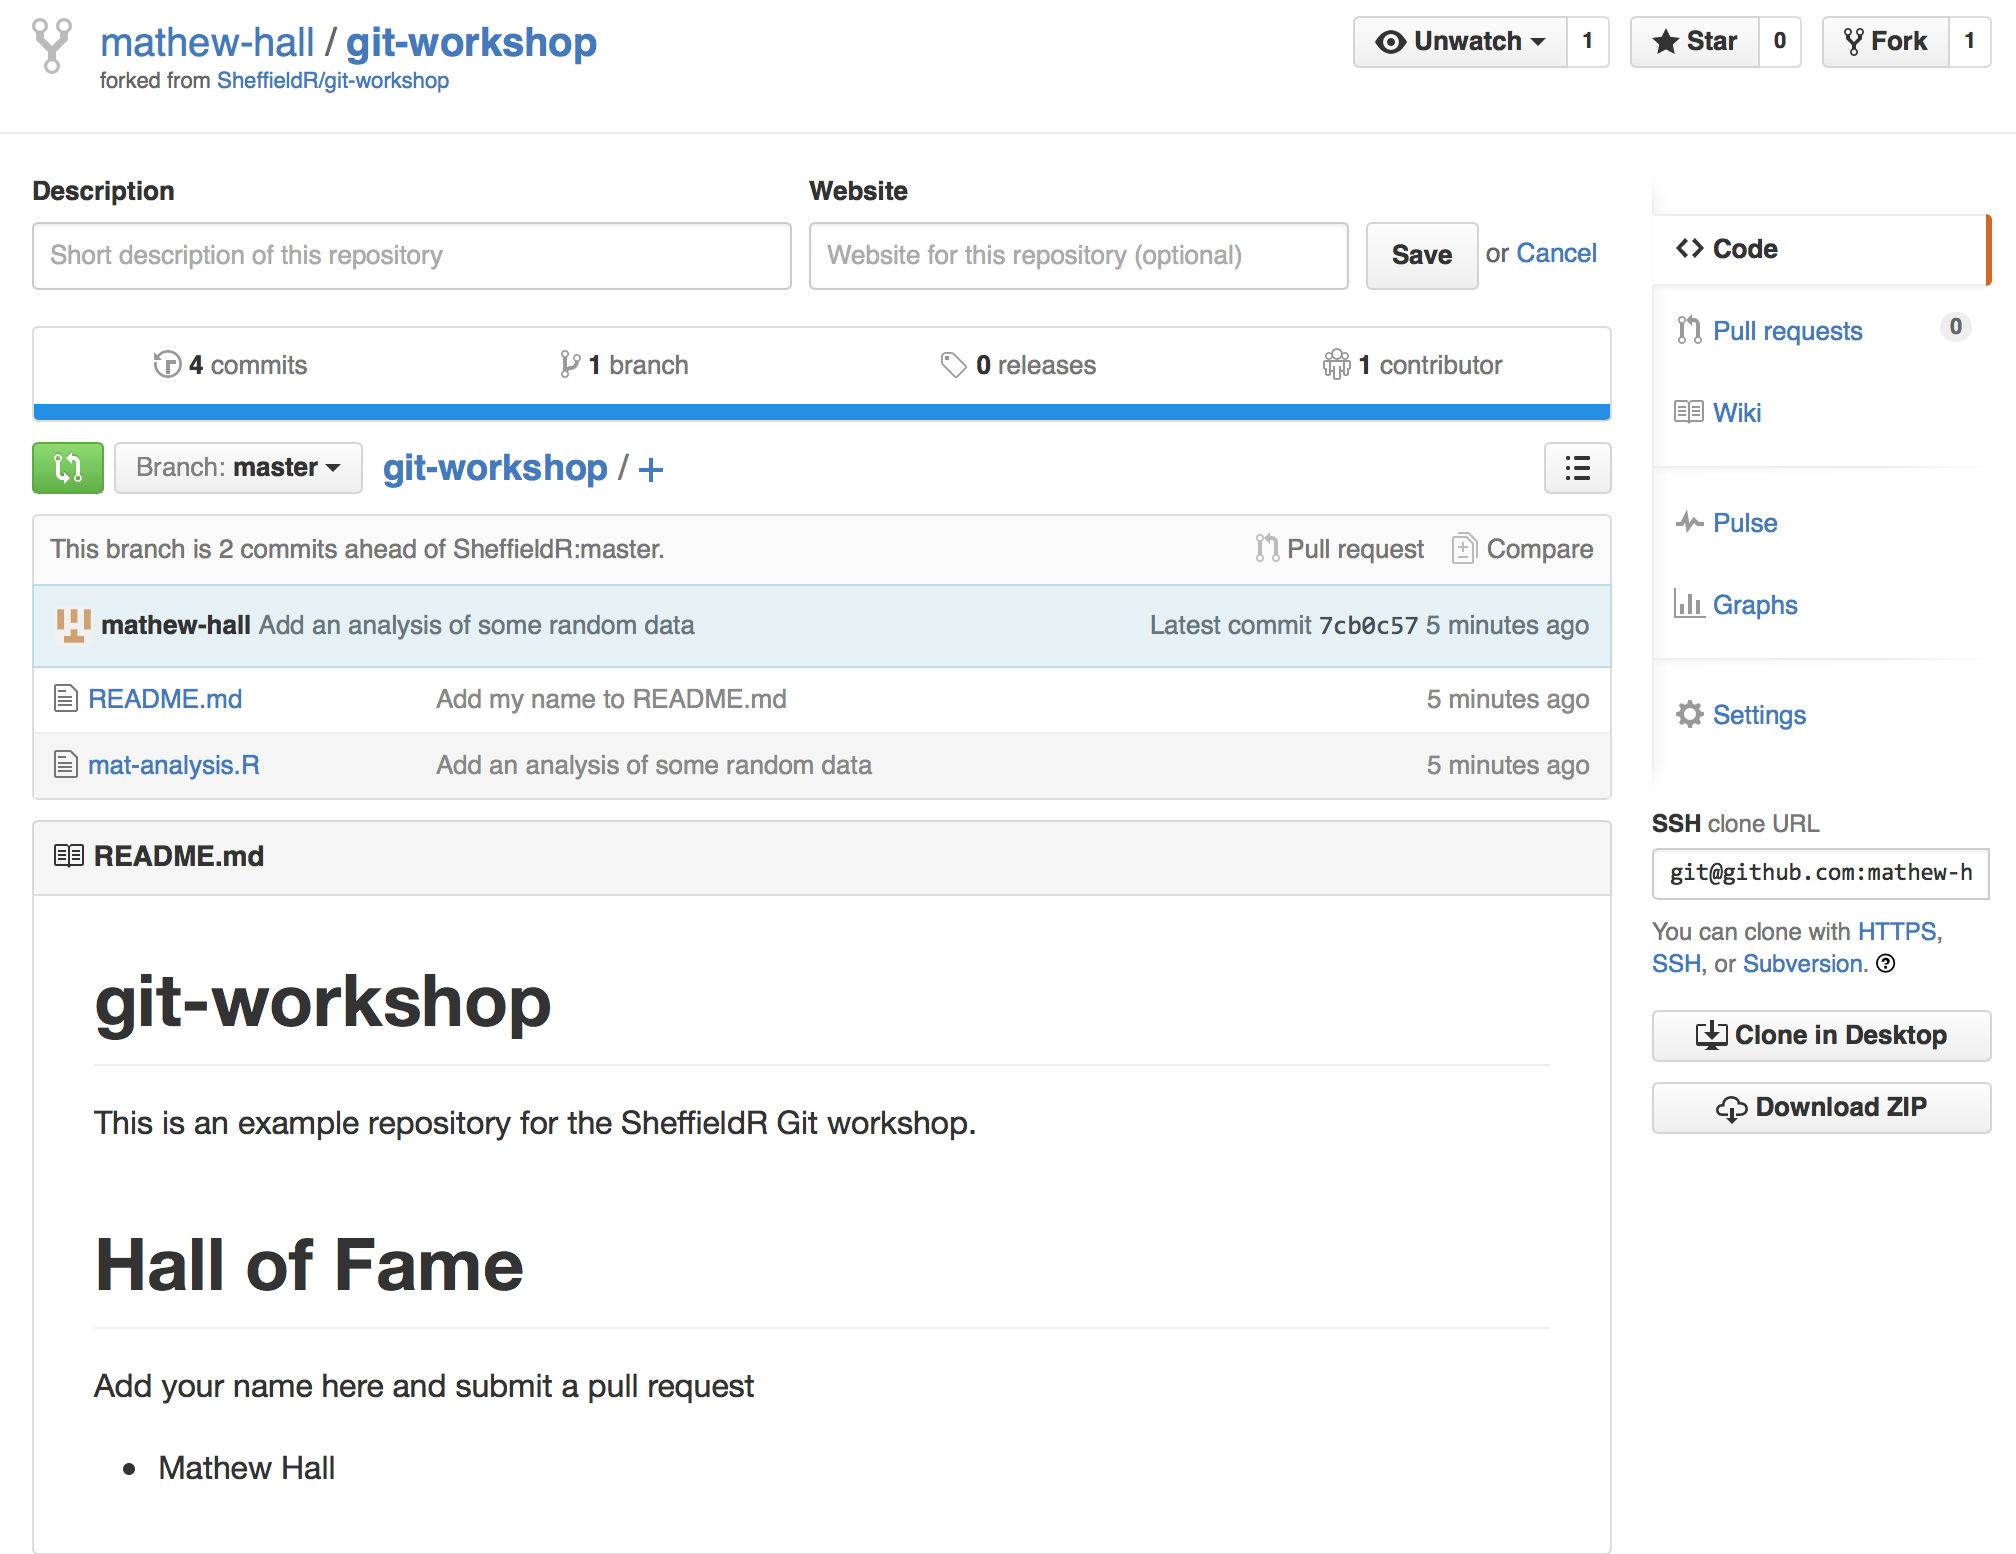 mathew-hall / git-workshop
forked from SheffieldR/git-workshop
Unwatch 1
Star 0
Fork 1
Description
Website
Short description of this repository
Website for this repository (optional)
Save or Cancel
4 commits
1 branch
0 releases
1 contributor
Branch: master
git-workshop / +
This branch is 2 commits ahead of SheffieldR:master.
Pull request
Compare
mathew-hall Add an analysis of some random data
Latest commit 7cb0c57 5 minutes ago
README.md Add my name to README.md 5 minutes ago
mat-analysis.R Add an analysis of some random data 5 minutes ago
README.md
git-workshop
This is an example repository for the SheffieldR Git workshop.
Hall of Fame
Add your name here and submit a pull request
• Mathew Hall
Code
Pull requests 0
Wiki
Pulse
Graphs
Settings
SSH clone URL
git@github.com:mathew-h
You can clone with HTTPS,
SSH, or Subversion.
Clone in Desktop
Download ZIP